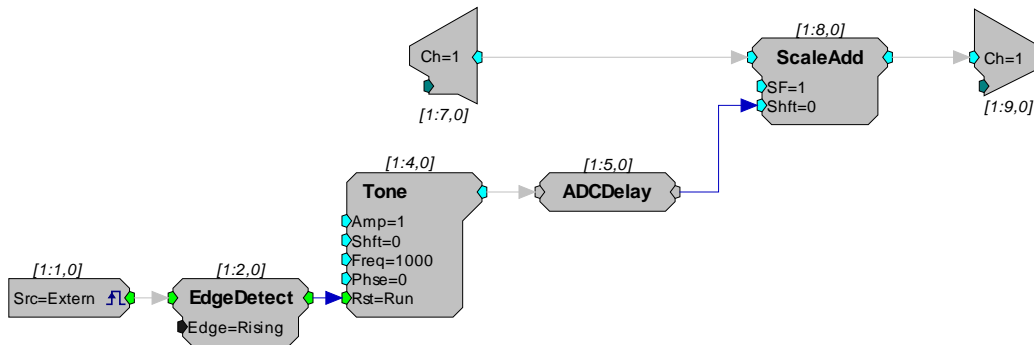 [1:8,0]
Ch=1
ScaleAdd
Ch=1
SF=1
Shft=0
[1:7,0]
[1:9,0]
[1:4,0]
[1:5,0]
Tone
ADCDelay
Amp=1
Shft=0
Freq=1000
Phse=0
Rst=Run
[1:1,0]
[1:2,0]
Src=Extern
EdgeDetect
Edge=Rising